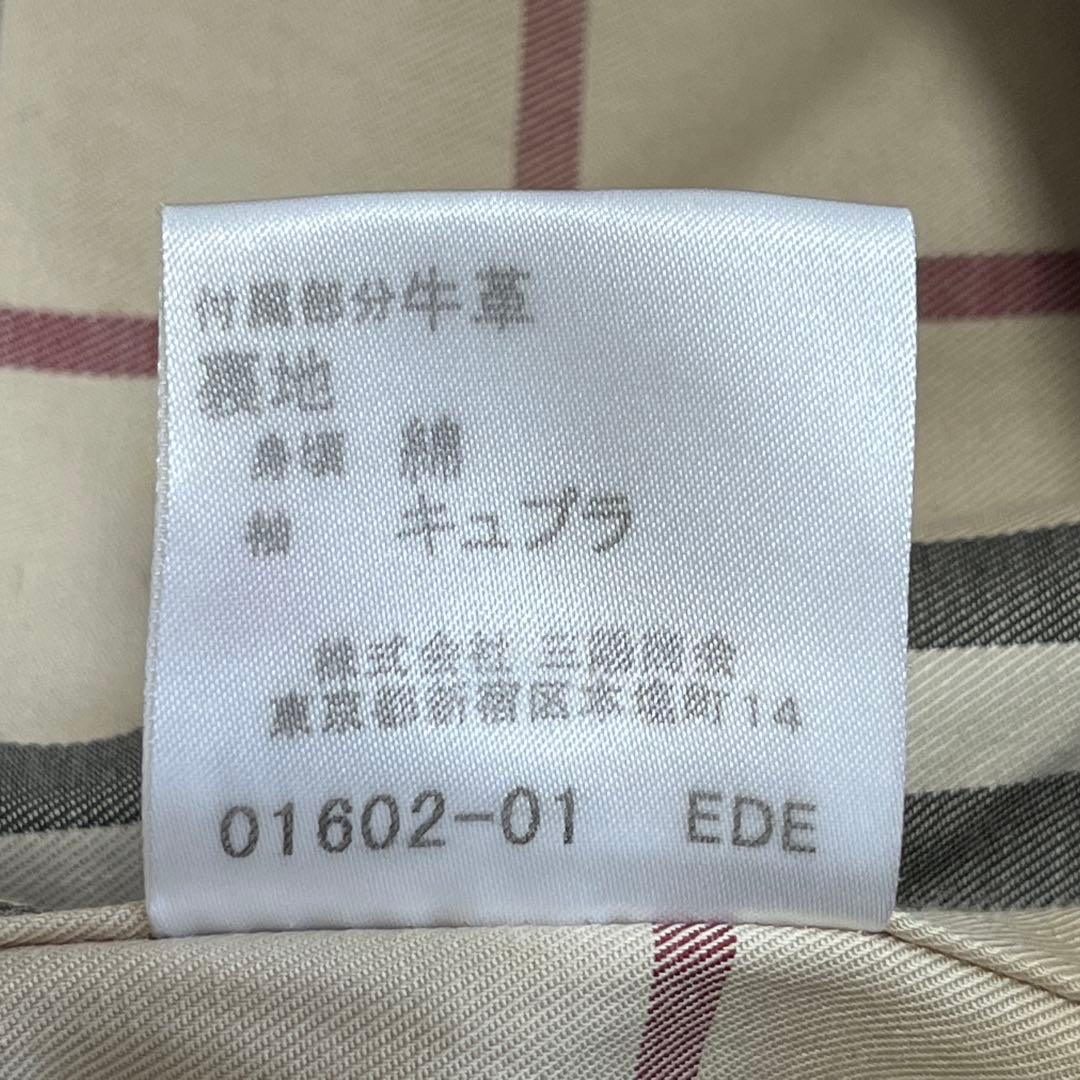 付属部分牛革
裏地
身頃 綿
袖 キュプラ
株式会社 三陽商会
東京都新宿区本塩町14
01602-01 EDE